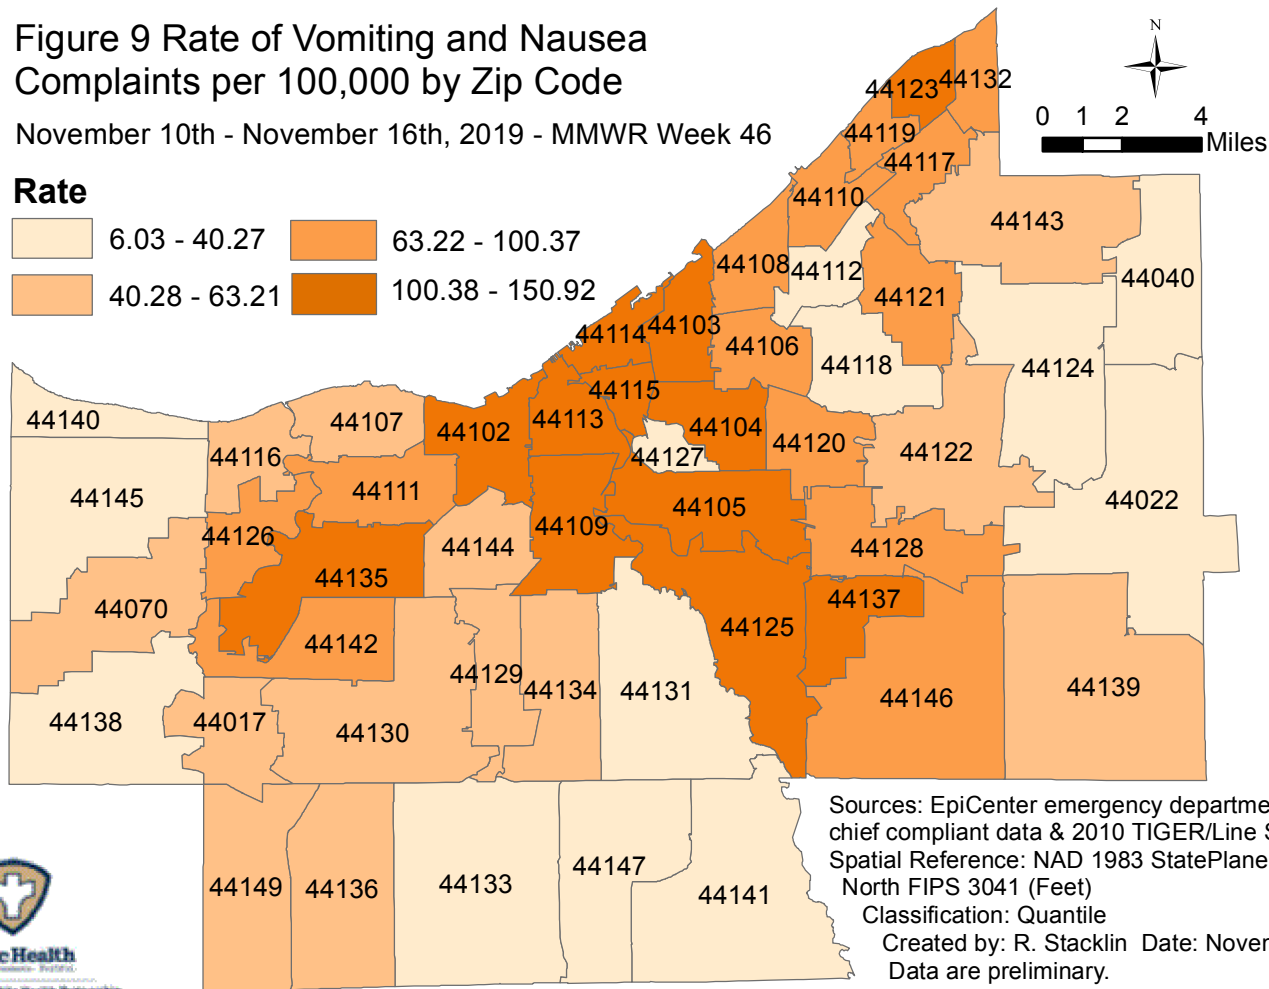 Figure 9 Rate of Vomiting and Nausea
Complaints per 100,000 by Zip Code
November 10th - November 16th, 2019 - MMWR Week 46
Rate
6.03 - 40.27
63.22 - 100.37
40.28 - 63.21
100.38 - 150.92
N
0 1 2 4
Miles
44123
44132
44119
44117
44110
44143
44108
44112
44040
44121
44114
44103
44106
44118
44124
44115
44140
44107
44102
44113
44104
44127
44120
44122
44116
44145
44111
44105
44022
44126
44109
44144
44128
44135
44070
44137
44125
44142
44129
44134
44131
44139
44146
44138
44017
44130
44149
44136
44133
44147
44141
Sources: EpiCenter emergency departme
chief compliant data & 2010 TIGER/Line S
Spatial Reference: NAD 1983 StatePlane
North FIPS 3041 (Feet)
Classification: Quantile
Created by: R. Stacklin Date: Novem
Data are preliminary.
c Health